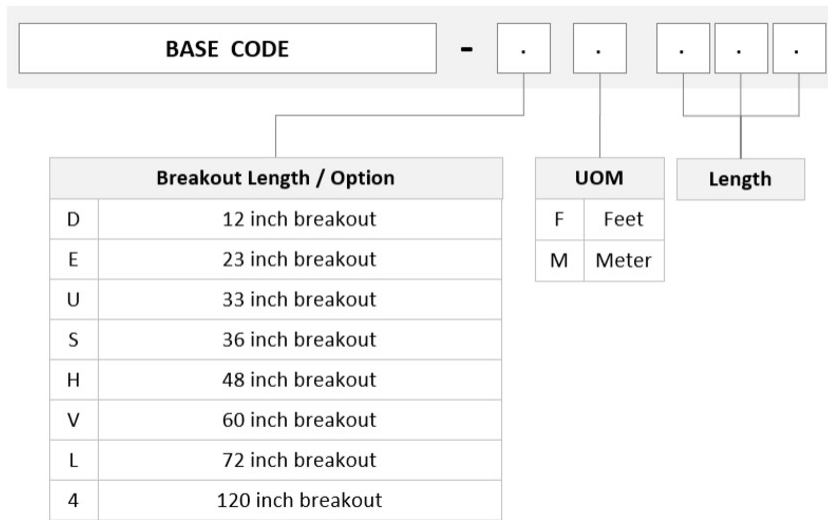 BASE CODE - . . . . .
Breakout Length / Option UOM Length
D 12 inch breakout F Feet
E 23 inch breakout M Meter
U 33 inch breakout
S 36 inch breakout
H 48 inch breakout
V 60 inch breakout
L 72 inch breakout
4 120 inch breakout